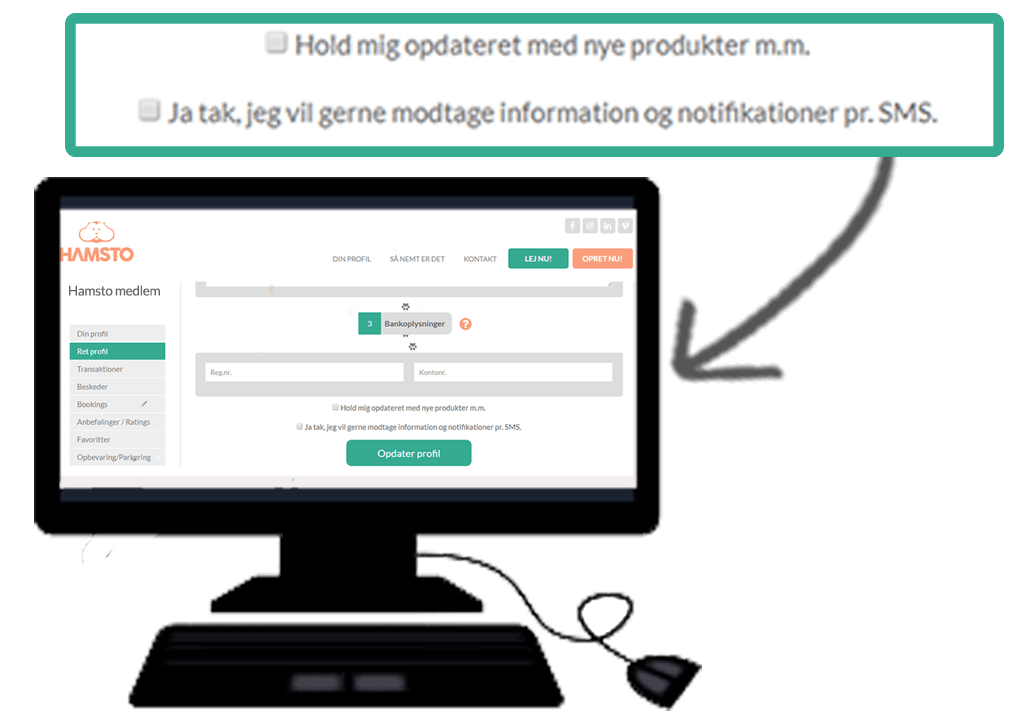 Hold mig opdateret med nye produkter m.m.
Ja tak, jeg vil gerne modtage information og notifikationer pr. SMS.
HAMSTO
DIN PROFIL SÅ NEMT ER DET KONTAKT LEJ NU! OPRET NU!
Hamsto medlem
Din profil
Ret profil
Transaktioner
Beskeder
Bookings
Anbefalinger / Ratings
Favoritter
Opbevaring/Parkering
3 Bankoplysninger ?
Reg.nr. Kontonr.
Hold mig opdateret med nye produkter m.m.
Ja tak, jeg vil gerne modtage information og notifikationer pr. SMS.
Opdater profil